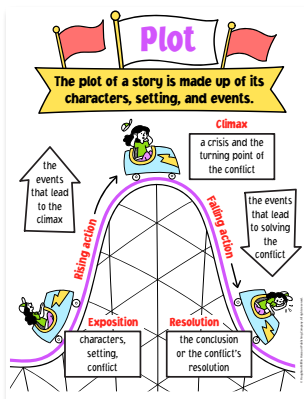 Plot
The plot of a story is made up of its
characters, setting, and events.
Climax
a crisis and the
turning point of
the conflict
the
events
that lead
to the
climax
Rising action
Falling action
the events
that lead
to solving
the
conflict
Exposition
characters,
setting,
conflict
Resolution
the conclusion
or the conflict's
resolution